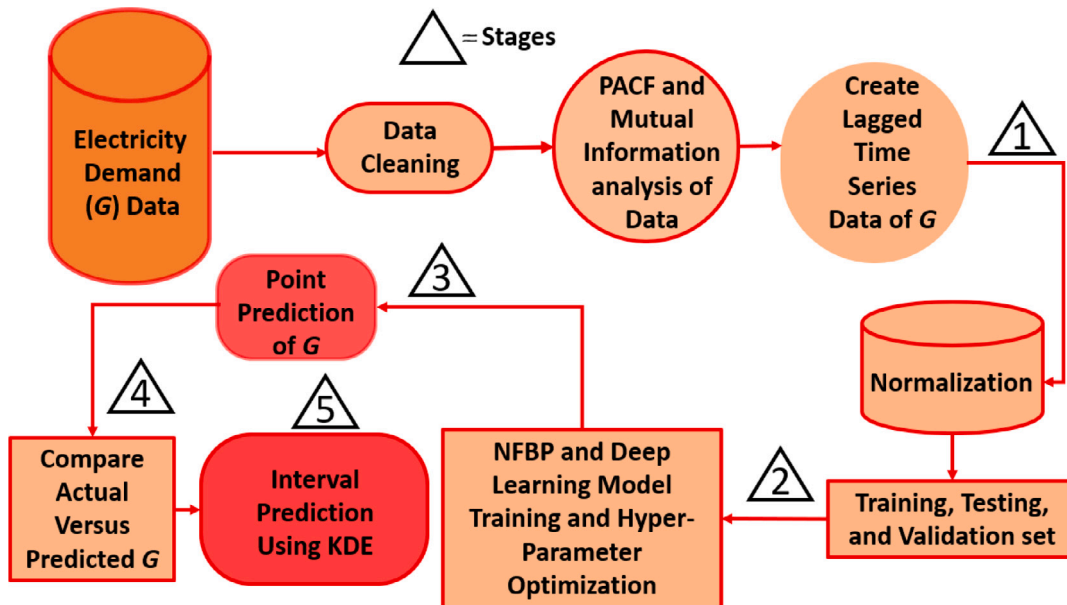 = Stages
Electricity
Demand
(G) Data
Data
Cleaning
PACF and
Mutual
Information
analysis of
Data
Create
Lagged
Time
Series
Data of G
1
Normalization
Training, Testing,
and Validation set
2
NFBP and Deep
Learning Model
Training and Hyper-
Parameter
Optimization
3
Point
Prediction
of G
4
Compare
Actual
Versus
Predicted G
5
Interval
Prediction
Using KDE